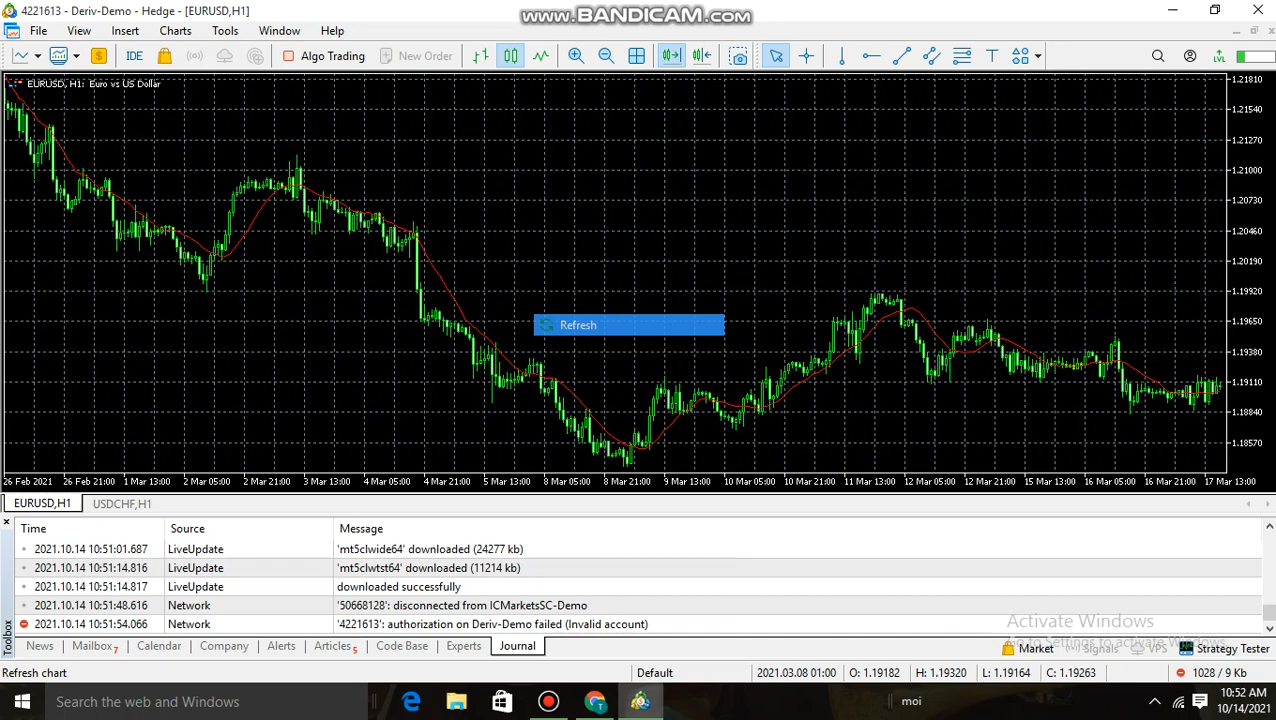 4221613 - Deriv-Demo - Hedge - [EURUSD,H1]
www.BANDICAM.com
File View Insert Charts Tools Window Help
IDE Algo Trading New Order
LVL
EURUSD, H1: Euro vs US Dollar
1.21810
1.21540
1.21270
1.21000
1.20730
1.20460
1.20190
1.19920
1.19650
1.19380
1.19110
1.18840
1.18570
Refresh
26 Feb 2021 26 Feb 21:00 1 Mar 13:00 2 Mar 05:00 2 Mar 21:00 3 Mar 13:00 4 Mar 05:00 4 Mar 21:00 5 Mar 13:00 8 Mar 05:00 8 Mar 21:00 9 Mar 13:00 10 Mar 05:00 10 Mar 21:00 11 Mar 13:00 12 Mar 05:00 12 Mar 21:00 15 Mar 13:00 16 Mar 05:00 16 Mar 21:00 17 Mar 13:00
EURUSD,H1 USDCHF,H1
Time Source Message
2021.10.14 10:51:01.687 LiveUpdate 'mt5clwide64' downloaded (24277 kb)
2021.10.14 10:51:14.816 LiveUpdate 'mt5clwtst64' downloaded (11214 kb)
2021.10.14 10:51:14.817 LiveUpdate downloaded successfully
2021.10.14 10:51:48.616 Network '50668128': disconnected from ICMarketsSC-Demo
2021.10.14 10:51:54.066 Network '4221613': authorization on Deriv-Demo failed (Invalid account)
Toolbox
Activate Windows
Go to Settings to activate Windows.
News Mailbox 7 Calendar Company Alerts Articles 5 Code Base Experts Journal
Market Signals VPS Strategy Tester
Refresh chart Default 2021.03.08 01:00 O: 1.19182 H: 1.19320 L: 1.19164 C: 1.19263 1028 / 9 Kb
Search the web and Windows
moi
10:52 AM
10/14/2021